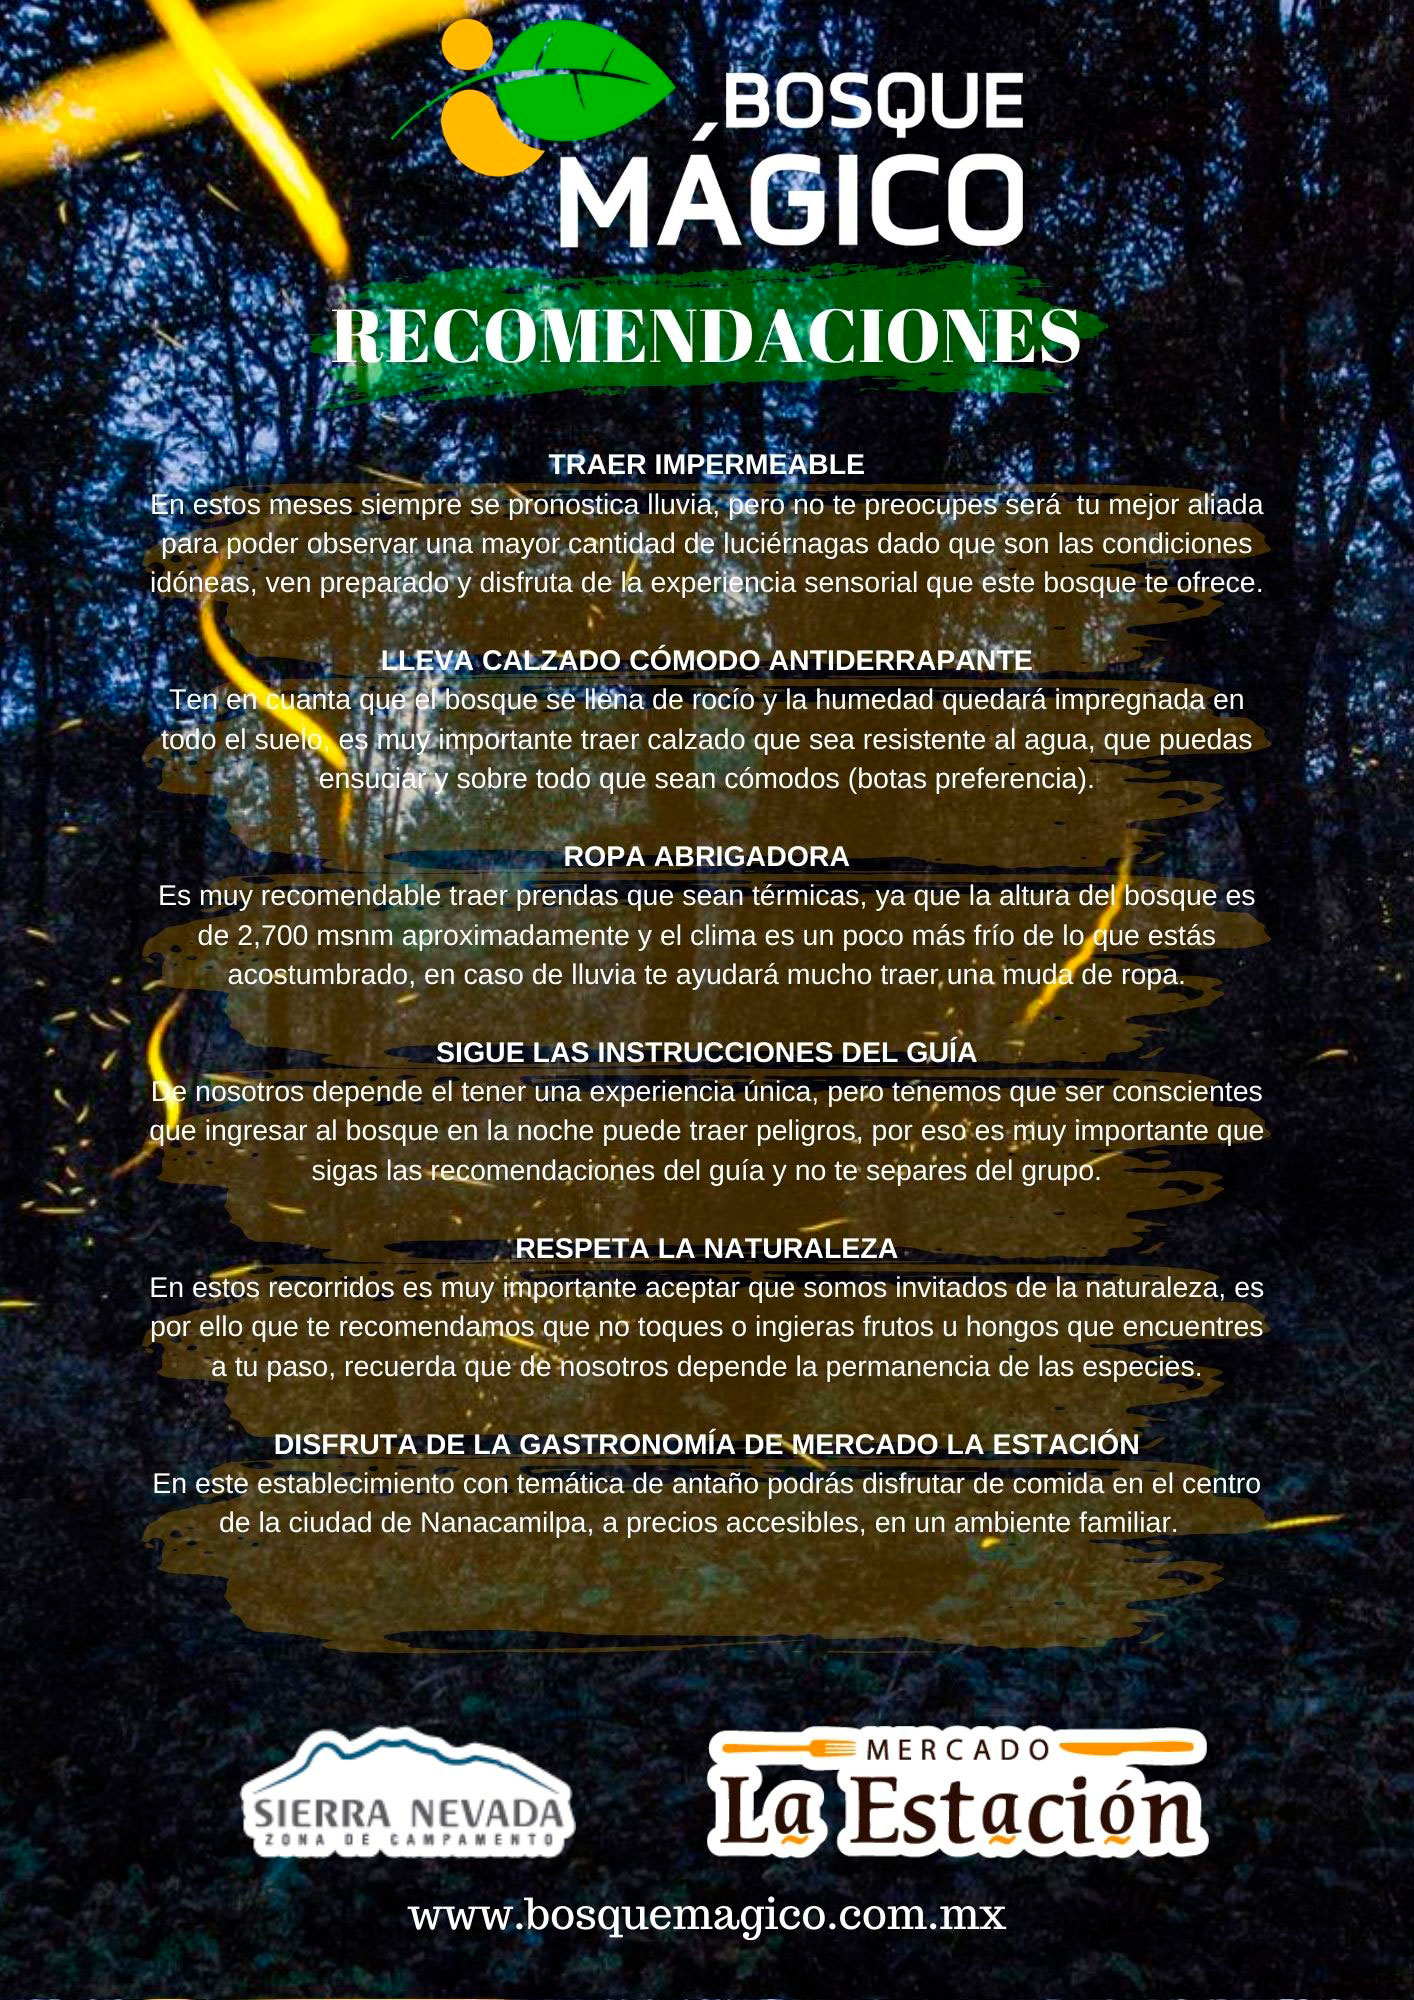 BOSQUE
MÁGICO
RECOMENDACIONES
TRAER IMPERMEABLE
En estos meses siempre se pronostica lluvia, pero no te preocupes será  tu mejor aliada
para poder observar una mayor cantidad de luciérnagas dado que son las condiciones
idóneas, ven preparado y disfruta de la experiencia sensorial que este bosque te ofrece.
LLEVA CALZADO CÓMODO ANTIDERRAPANTE
Ten en cuanta que el bosque se llena de rocío y la humedad quedará impregnada en
todo el suelo, es muy importante traer calzado que sea resistente al agua, que puedas
ensuciar y sobre todo que sean cómodos (botas preferencia).
ROPA ABRIGADORA
Es muy recomendable traer prendas que sean térmicas, ya que la altura del bosque es
de 2,700 msnm aproximadamente y el clima es un poco más frío de lo que estás
acostumbrado, en caso de lluvia te ayudará mucho traer una muda de ropa.
SIGUE LAS INSTRUCCIONES DEL GUÍA
De nosotros depende el tener una experiencia única, pero tenemos que ser conscientes
que ingresar al bosque en la noche puede traer peligros, por eso es muy importante que
sigas las recomendaciones del guía y no te separes del grupo.
RESPETA LA NATURALEZA
En estos recorridos es muy importante aceptar que somos invitados de la naturaleza, es
por ello que te recomendamos que no toques o ingieras frutos u hongos que encuentres
a tu paso, recuerda que de nosotros depende la permanencia de las especies.
DISFRUTA DE LA GASTRONOMÍA DE MERCADO LA ESTACIÓN
En este establecimiento con temática de antaño podrás disfrutar de comida en el centro
de la ciudad de Nanacamilpa, a precios accesibles, en un ambiente familiar.
SIERRA NEVADA
ZONA DE CAMPAMENTO
MERCADO
La Estación
www.bosquemagico.com.mx